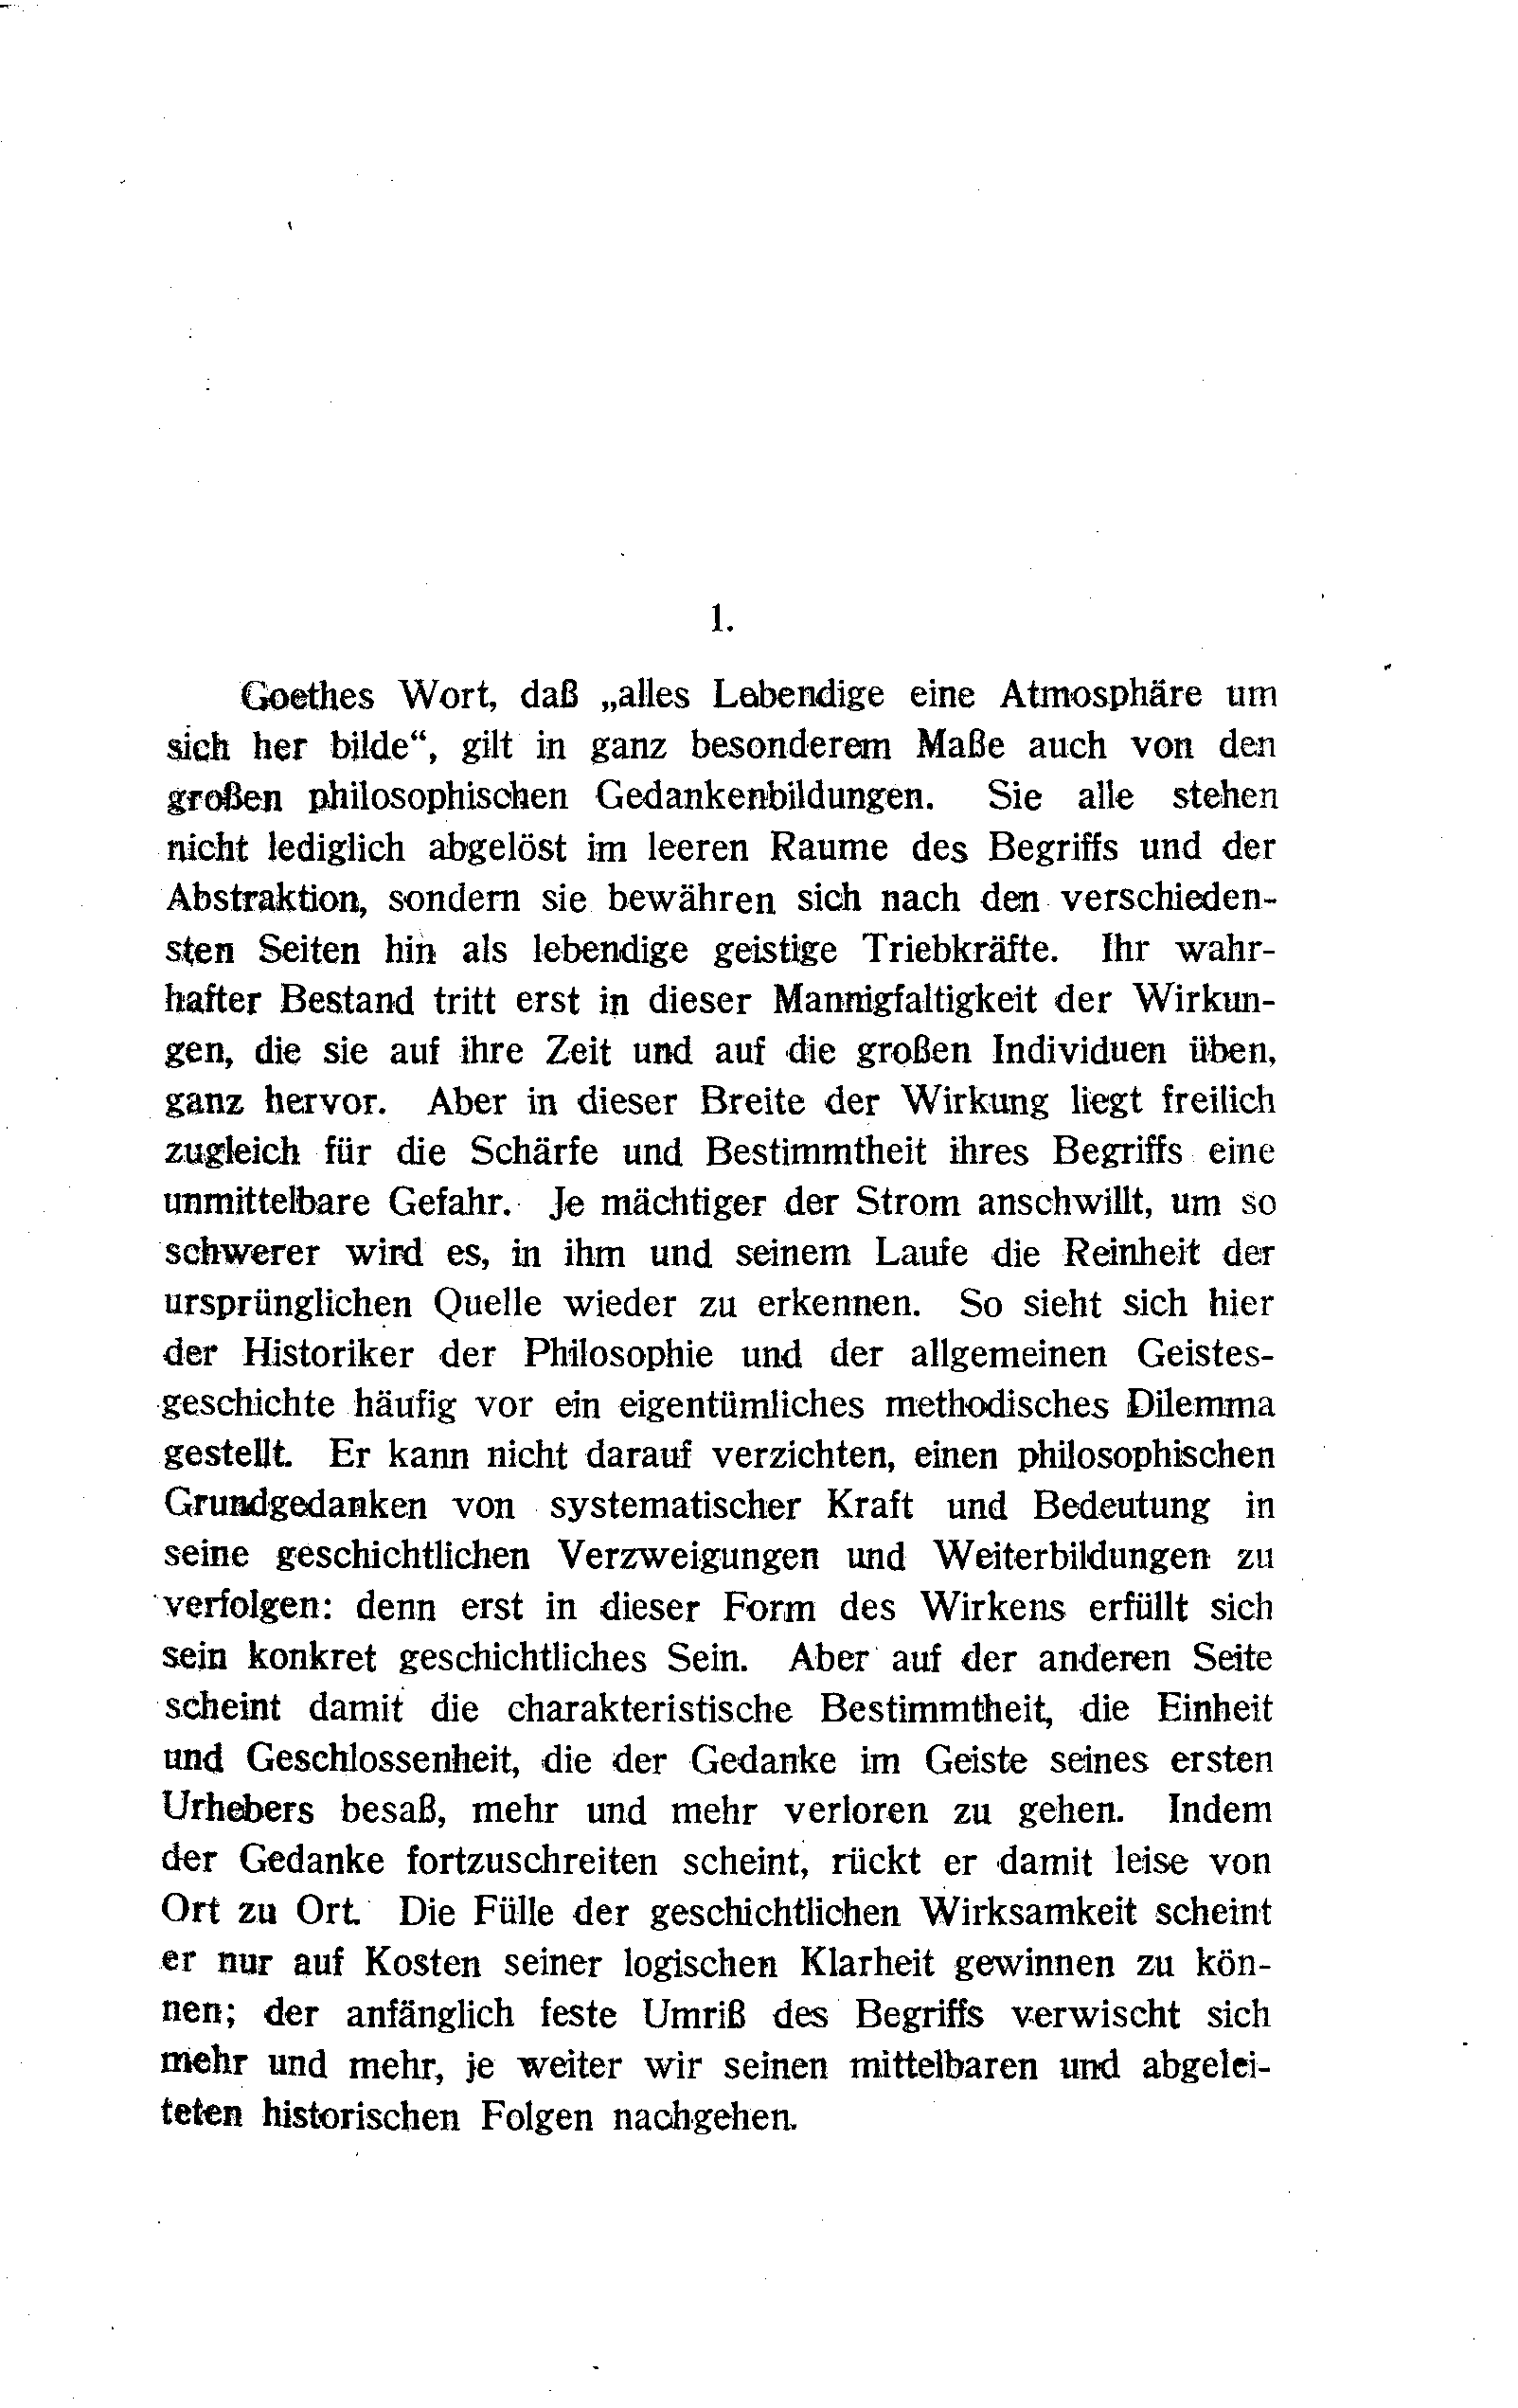 1.
Goethes Wort, daß „alles Lebendige eine Atmosphäre um
sich her bilde“, gilt in ganz besonderem Maße auch von den
großen philosophischen Gedankenbildungen. Sie alle stehen
nicht lediglich abgelöst im leeren Raume des Begriffs und der
Abstraktion, sondern sie bewähren sich nach den verschieden-
sten Seiten hin als lebendige geistige Triebkräfte. Ihr wahr-
hafter Bestand tritt erst in dieser Mannigfaltigkeit der Wirkun-
gen, die sie auf ihre Zeit und auf die großen Individuen üben,
ganz hervor. Aber in dieser Breite der Wirkung liegt freilich
zugleich für die Schärfe und Bestimmtheit ihres Begriffs eine
unmittelbare Gefahr. Je mächtiger der Strom anschwillt, um so
schwerer wird es, in ihm und seinem Laufe die Reinheit der
ursprünglichen Quelle wieder zu erkennen. So sieht sich hier
der Historiker der Philosophie und der allgemeinen Geistes-
geschichte häufig vor ein eigentümliches methodisches Dilemma
gestellt. Er kann nicht darauf verzichten, einen philosophischen
Grundgedanken von systematischer Kraft und Bedeutung in
seine geschichtlichen Verzweigungen und Weiterbildungen zu
verfolgen: denn erst in dieser Form des Wirkens erfüllt sich
sein konkret geschichtliches Sein. Aber auf der anderen Seite
scheint damit die charakteristische Bestimmtheit, die Einheit
und Geschlossenheit, die der Gedanke im Geiste seines ersten
Urhebers besaß, mehr und mehr verloren zu gehen. Indem
der Gedanke fortzuschreiten scheint, rückt er damit leise von
Ort zu Ort. Die Fülle der geschichtlichen Wirksamkeit scheint
er nur auf Kosten seiner logischen Klarheit gewinnen zu kön-
nen; der anfänglich feste Umriß des Begriffs verwischt sich
mehr und mehr, je weiter wir seinen mittelbaren und abgelei-
teten historischen Folgen nachgehen.